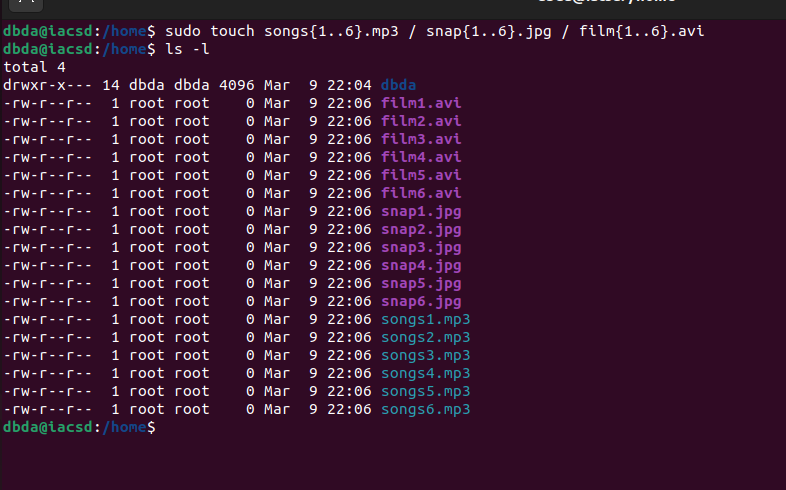 dbda@iacsd:/home$ sudo touch songs{1..6}.mp3 / snap{1..6}.jpg / film{1..6}.avi
dbda@iacsd:/home$ ls -l
total 4
drwxr-x--- 14 dbda dbda 4096 Mar  9 22:04 dbda
-rw-r--r--  1 root root    0 Mar  9 22:06 film1.avi
-rw-r--r--  1 root root    0 Mar  9 22:06 film2.avi
-rw-r--r--  1 root root    0 Mar  9 22:06 film3.avi
-rw-r--r--  1 root root    0 Mar  9 22:06 film4.avi
-rw-r--r--  1 root root    0 Mar  9 22:06 film5.avi
-rw-r--r--  1 root root    0 Mar  9 22:06 film6.avi
-rw-r--r--  1 root root    0 Mar  9 22:06 snap1.jpg
-rw-r--r--  1 root root    0 Mar  9 22:06 snap2.jpg
-rw-r--r--  1 root root    0 Mar  9 22:06 snap3.jpg
-rw-r--r--  1 root root    0 Mar  9 22:06 snap4.jpg
-rw-r--r--  1 root root    0 Mar  9 22:06 snap5.jpg
-rw-r--r--  1 root root    0 Mar  9 22:06 snap6.jpg
-rw-r--r--  1 root root    0 Mar  9 22:06 songs1.mp3
-rw-r--r--  1 root root    0 Mar  9 22:06 songs2.mp3
-rw-r--r--  1 root root    0 Mar  9 22:06 songs3.mp3
-rw-r--r--  1 root root    0 Mar  9 22:06 songs4.mp3
-rw-r--r--  1 root root    0 Mar  9 22:06 songs5.mp3
-rw-r--r--  1 root root    0 Mar  9 22:06 songs6.mp3
dbda@iacsd:/home$